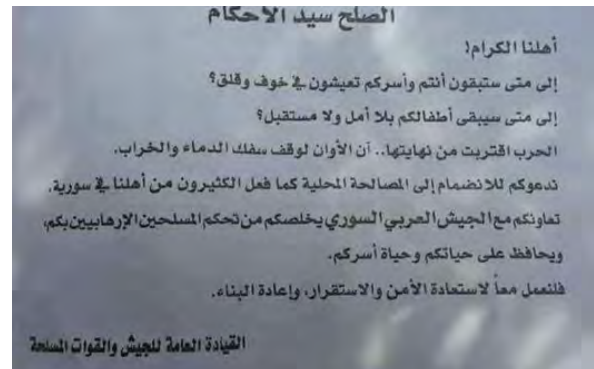 الصلح سيد الأحكام
أهلنا الكرام!
إلى متى ستبقون أنتم وأسركم تعيشون في خوف وقلق؟
إلى متى سيبقى أطفالكم بلا أمل ولا مستقبل؟
الحرب اقتربت من نهايتها.. آن الأوان لوقف سفك الدماء والخراب.
ندعوكم للانضمام إلى المصالحة المحلية كما فعل الكثيرون من أهلنا في سورية.
تعاونكم مع الجيش العربي السوري يخلصكم من تحكم المسلحين الإرهابيين بكم،
ويحافظ على حياتكم وحياة أسركم.
فلنعمل معاً لاستعادة الأمن والاستقرار، وإعادة البناء.
القيادة العامة للجيش والقوات المسلحة